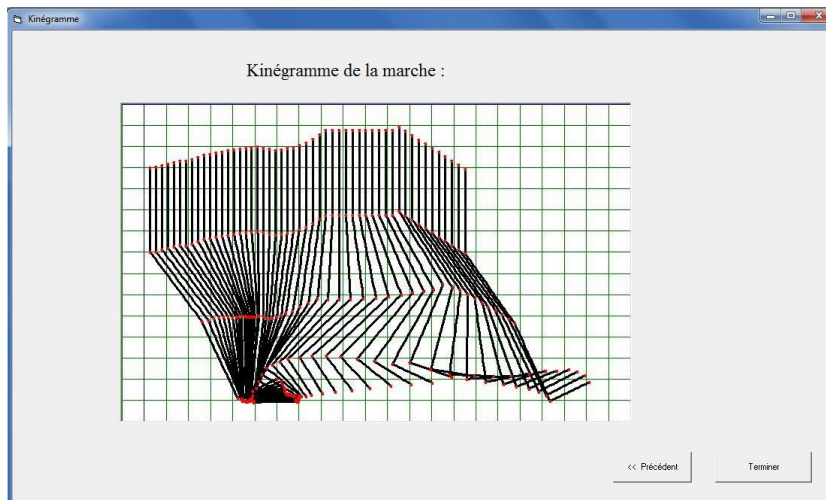 Kinégramme
Kinégramme de la marche :
<< Précédent
Terminer